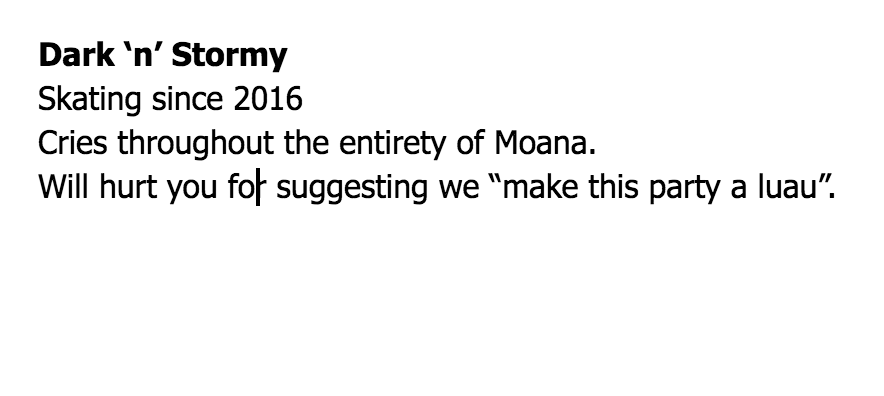 Dark ‘n’ Stormy
Skating since 2016
Cries throughout the entirety of Moana.
Will hurt you for suggesting we “make this party a luau”.